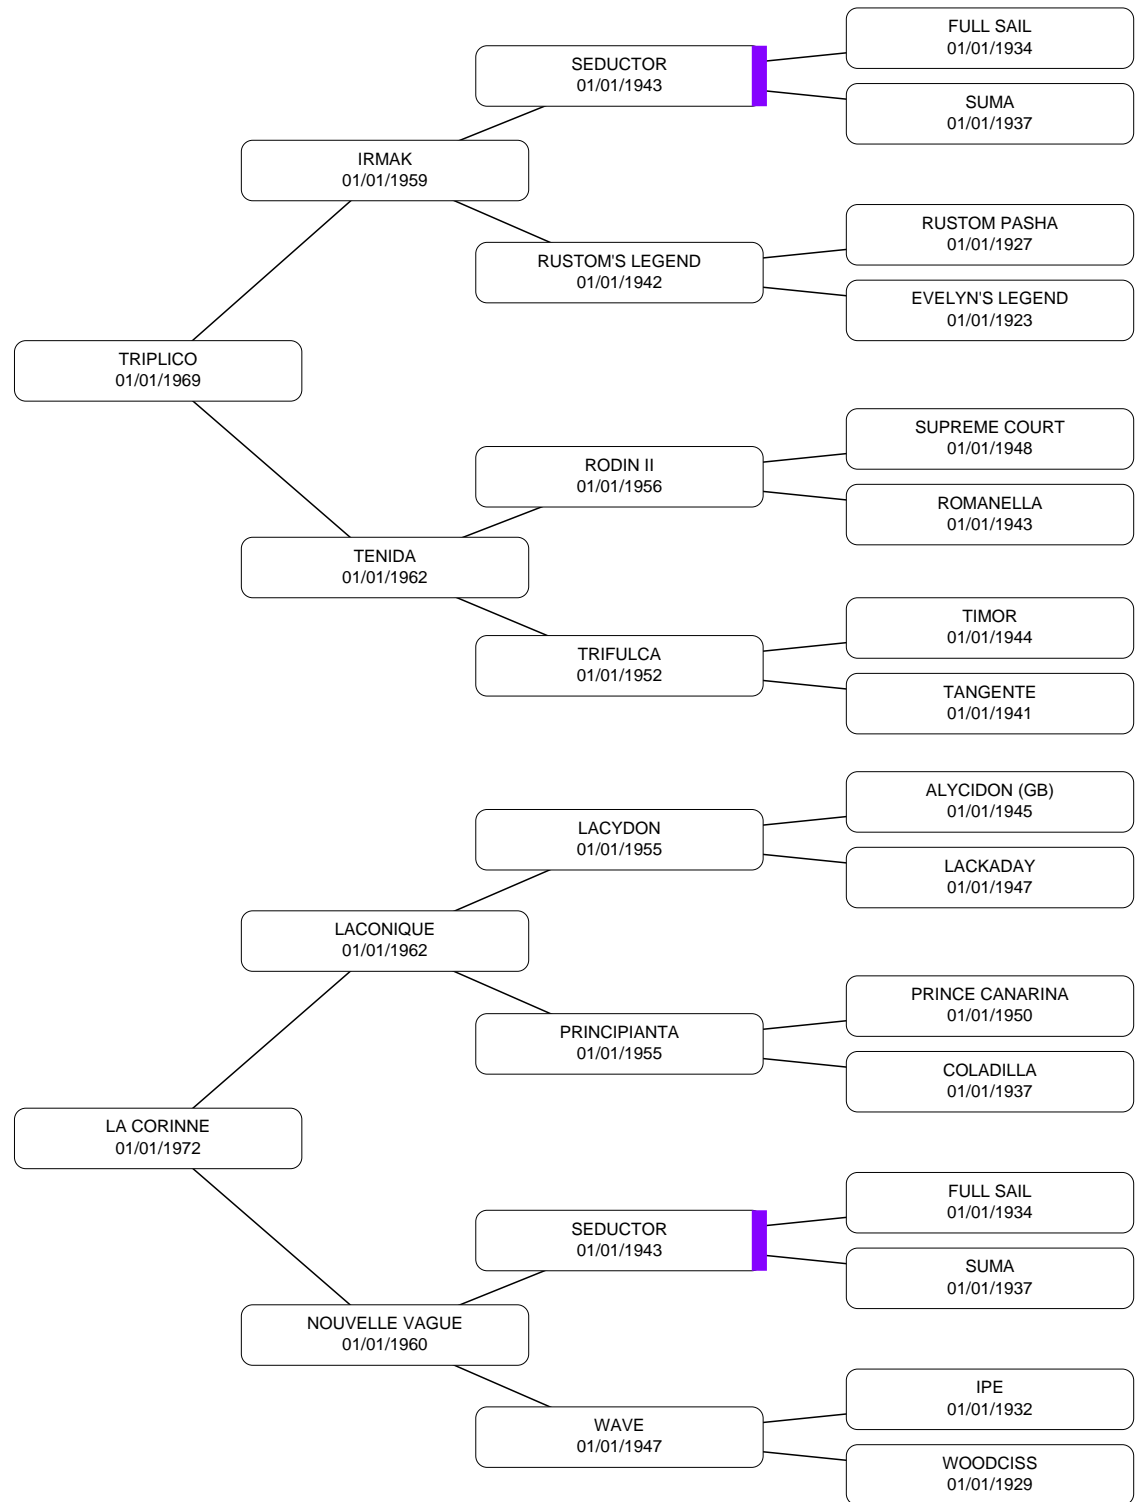 FULL SAIL
01/01/1934
SEDUCTOR
01/01/1943
SUMA
01/01/1937
IRMAK
01/01/1959
RUSTOM PASHA
01/01/1927
RUSTOM'S LEGEND
01/01/1942
EVELYN'S LEGEND
01/01/1923
TRIPLICO
01/01/1969
SUPREME COURT
01/01/1948
RODIN II
01/01/1956
ROMANELLA
01/01/1943
TENIDA
01/01/1962
TIMOR
01/01/1944
TRIFULCA
01/01/1952
TANGENTE
01/01/1941
ALYCIDON (GB)
01/01/1945
LACYDON
01/01/1955
LACKADAY
01/01/1947
LACONIQUE
01/01/1962
PRINCE CANARINA
01/01/1950
PRINCIPIANTA
01/01/1955
COLADILLA
01/01/1937
LA CORINNE
01/01/1972
FULL SAIL
01/01/1934
SEDUCTOR
01/01/1943
SUMA
01/01/1937
NOUVELLE VAGUE
01/01/1960
IPE
01/01/1932
WAVE
01/01/1947
WOODCISS
01/01/1929